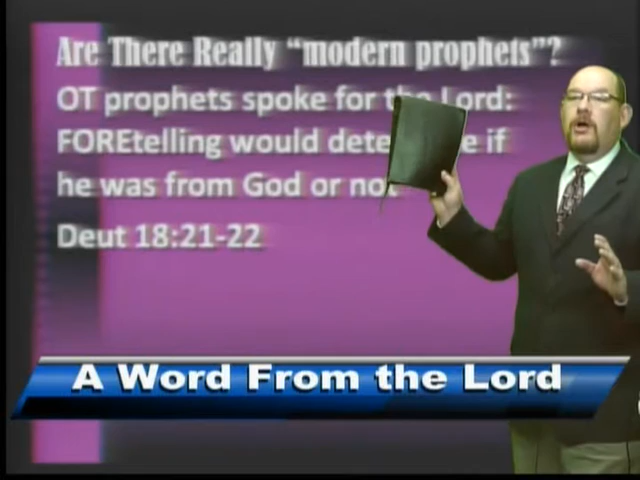 Are There Really “modern prophets”?
OT prophets spoke for the Lord:
FOREtelling would dete e if
he was from God or not
Deut 18:21-22
A Word From the Lord